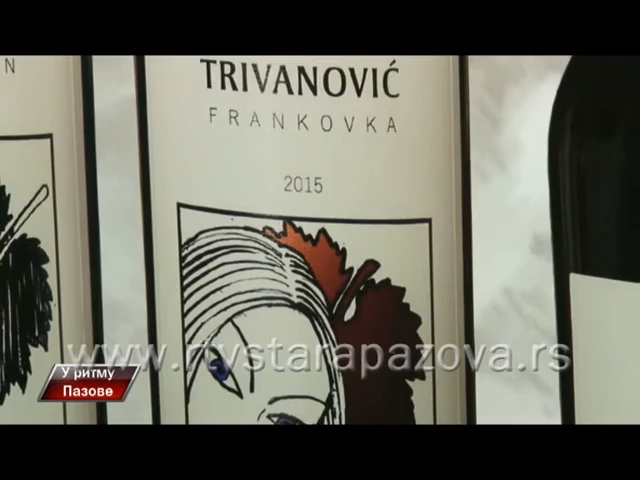 N
TRIVANOVIĆ
FRANKOVKA
2015
www.rtvstarapazova.rs
У ритму
Пазове